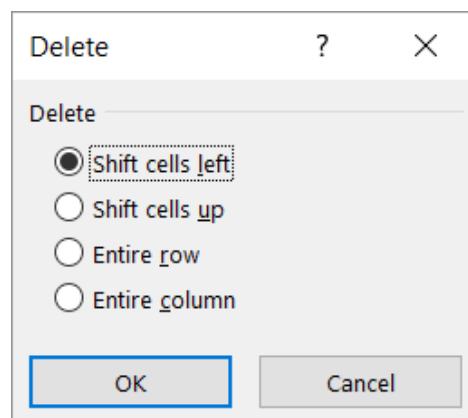 Delete ?
Delete
Shift cells left
Shift cells up
Entire row
Entire column
OK Cancel